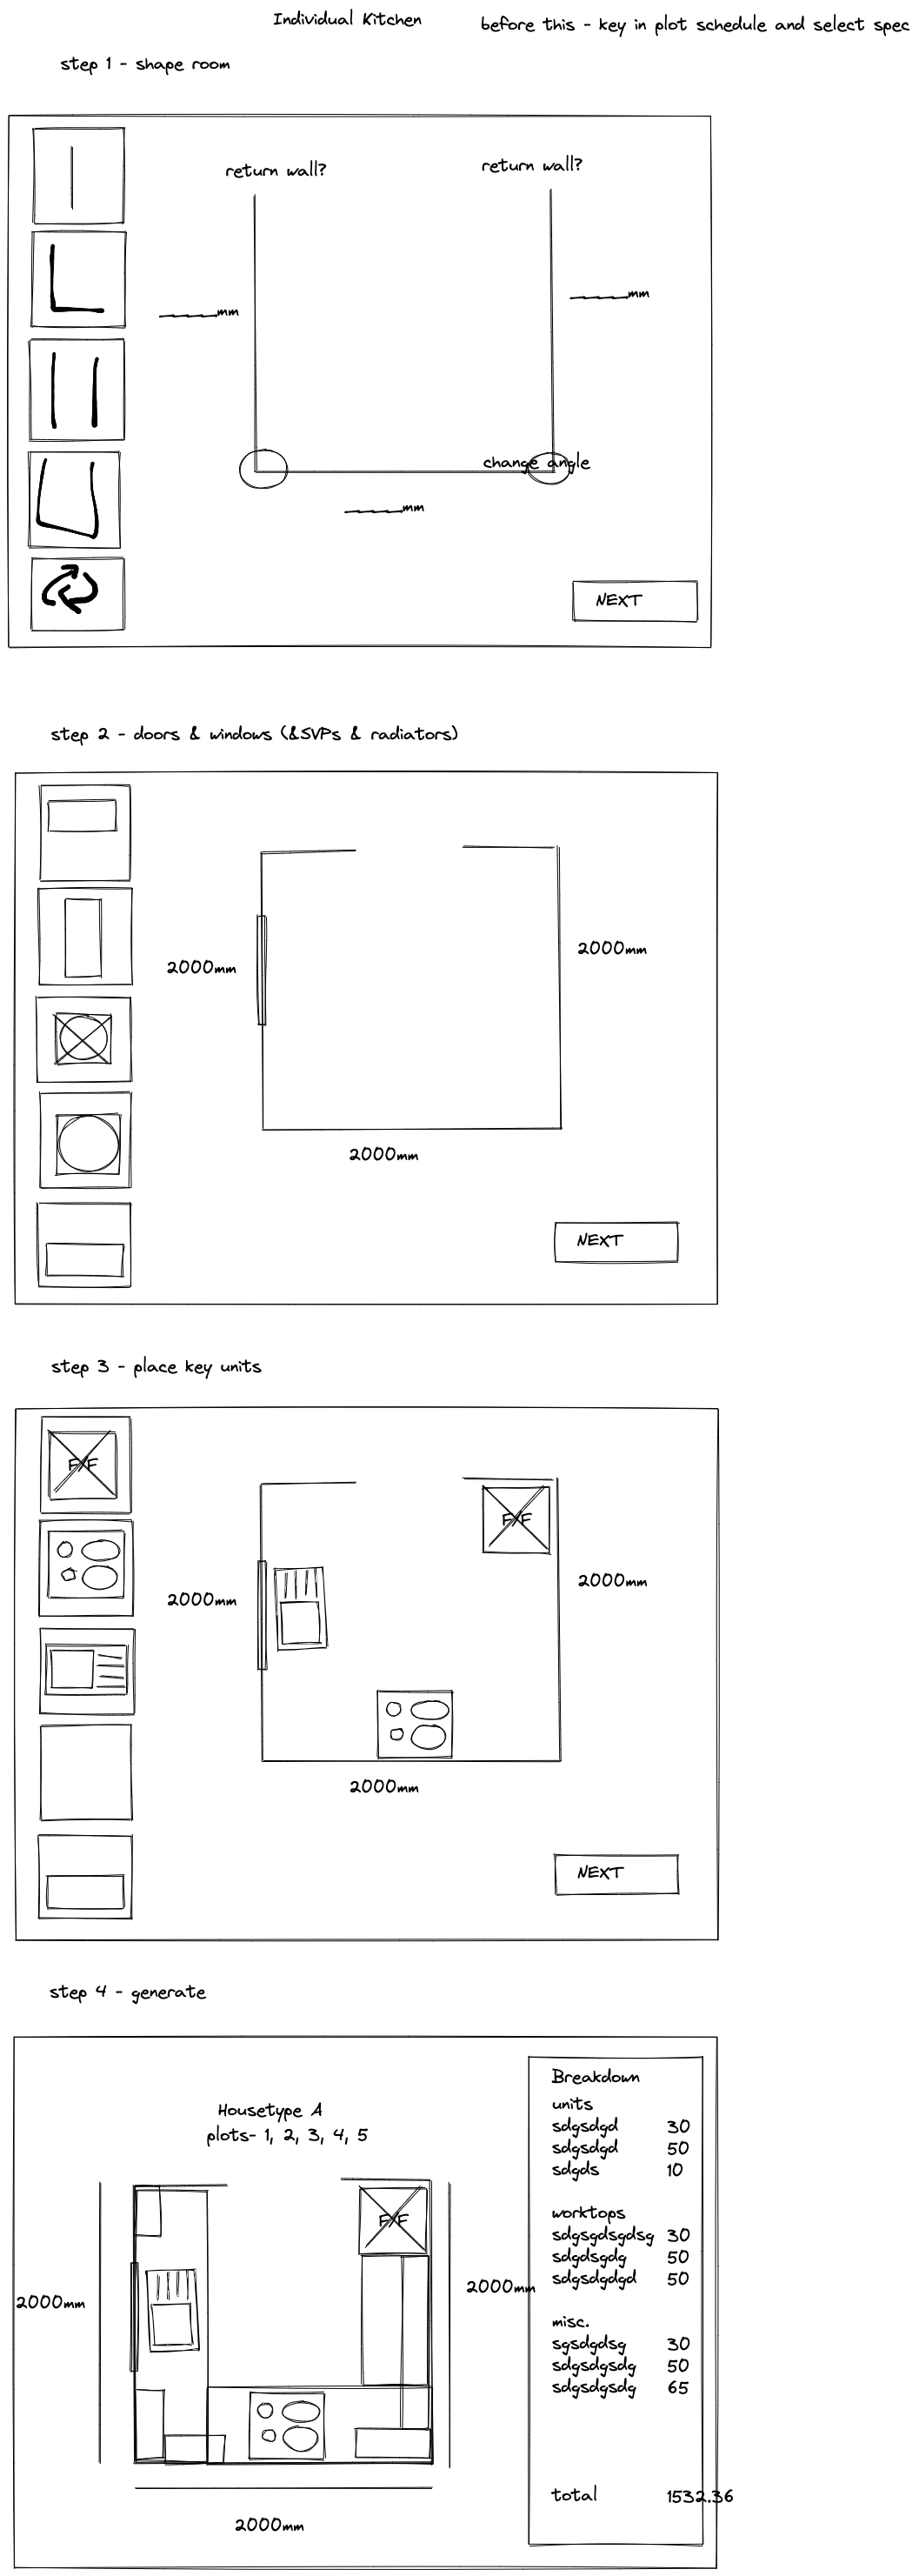 Individual Kitchen
before this - key in plot schedule and select spec
step 1 - shape room
return wall?
return wall?
____mm
____mm
change angle
____mm
NEXT
step 2 - doors & windows (&SVPs & radiators)
2000mm
2000mm
2000mm
NEXT
step 3 - place key units
F/F
F/F
2000mm
2000mm
2000mm
NEXT
step 4 - generate
Housetype A
plots- 1, 2, 3, 4, 5
F/F
2000mm
2000mm
2000mm
Breakdown
units
sdgsdgd 30
sdgsdgd 50
sdgds 10
worktops
sdgsgdsgdsg 30
sdgdsgdg 50
sdgsdgdgd 50
misc.
sgsdgdsg 30
sdgsdgsdg 50
sdgsdgsdg 65
total 1532.36